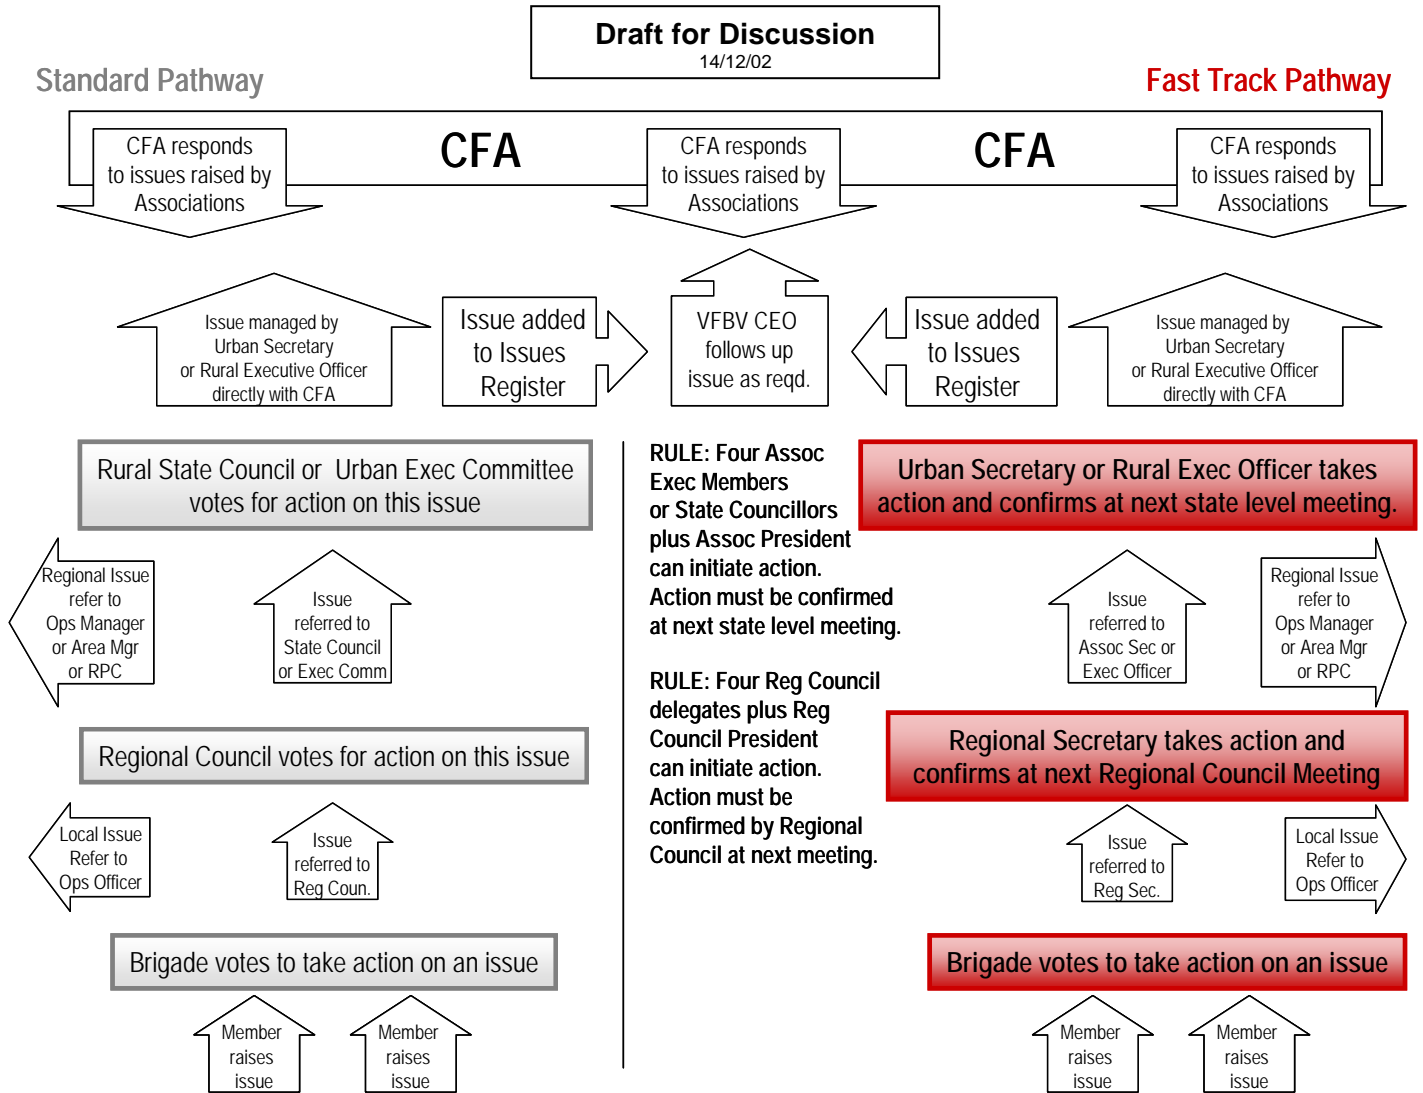 Draft for Discussion
14/12/02
Standard Pathway
Fast Track Pathway
CFA responds
to issues raised by
Associations
CFA
CFA responds
to issues raised by
Associations
CFA
CFA responds
to issues raised by
Associations
Issue managed by
Urban Secretary
or Rural Executive Officer
directly with CFA
Issue added
to Issues
Register
VFBV CEO
follows up
issue as reqd.
Issue added
to Issues
Register
Issue managed by
Urban Secretary
or Rural Executive Officer
directly with CFA
Rural State Council or Urban Exec Committee
votes for action on this issue
RULE: Four Assoc
Exec Members
or State Councillors
plus Assoc President
can initiate action.
Action must be confirmed
at next state level meeting.
Urban Secretary or Rural Exec Officer takes
action and confirms at next state level meeting.
Regional Issue
refer to
Ops Manager
or Area Mgr
or RPC
Issue
referred to
State Council
or Exec Comm
Issue
referred to
Assoc Sec or
Exec Officer
Regional Issue
refer to
Ops Manager
or Area Mgr
or RPC
RULE: Four Reg Council
delegates plus Reg
Council President
can initiate action.
Action must be
confirmed by Regional
Council at next meeting.
Regional Council votes for action on this issue
Regional Secretary takes action and
confirms at next Regional Council Meeting
Local Issue
Refer to
Ops Officer
Issue
referred to
Reg Coun.
Issue
referred to
Reg Sec.
Local Issue
Refer to
Ops Officer
Brigade votes to take action on an issue
Brigade votes to take action on an issue
Member
raises
issue
Member
raises
issue
Member
raises
issue
Member
raises
issue